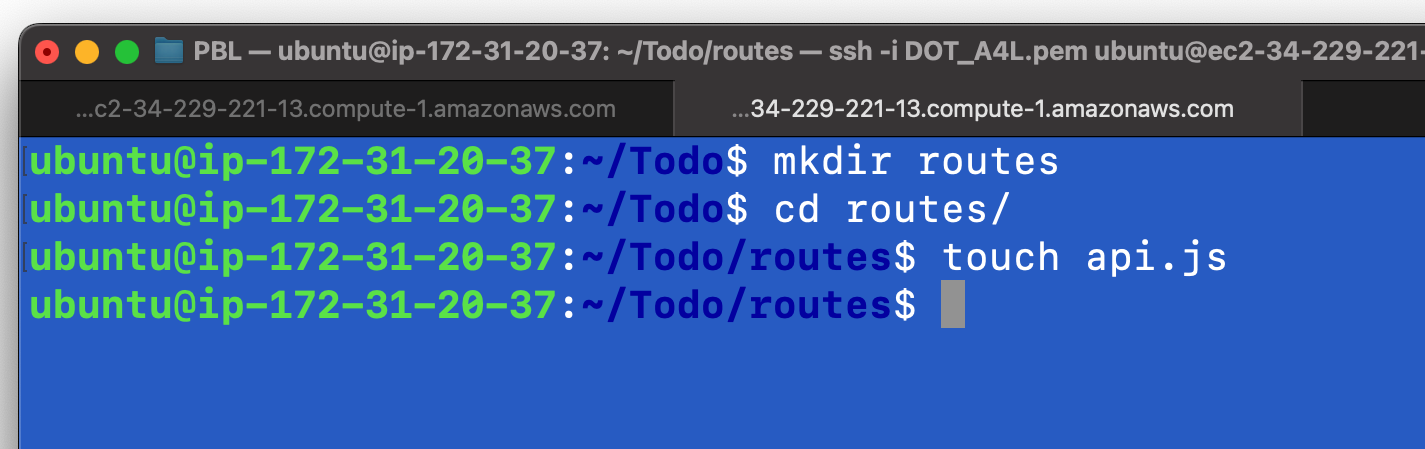 PBL — ubuntu@ip-172-31-20-37: ~/Todo/routes — ssh -i DOT_A4L.pem ubuntu@ec2-34-229-221-
...c2-34-229-221-13.compute-1.amazonaws.com
...34-229-221-13.compute-1.amazonaws.com
ubuntu@ip-172-31-20-37:~/Todo$ mkdir routes
ubuntu@ip-172-31-20-37:~/Todo$ cd routes/
ubuntu@ip-172-31-20-37:~/Todo/routes$ touch api.js
ubuntu@ip-172-31-20-37:~/Todo/routes$